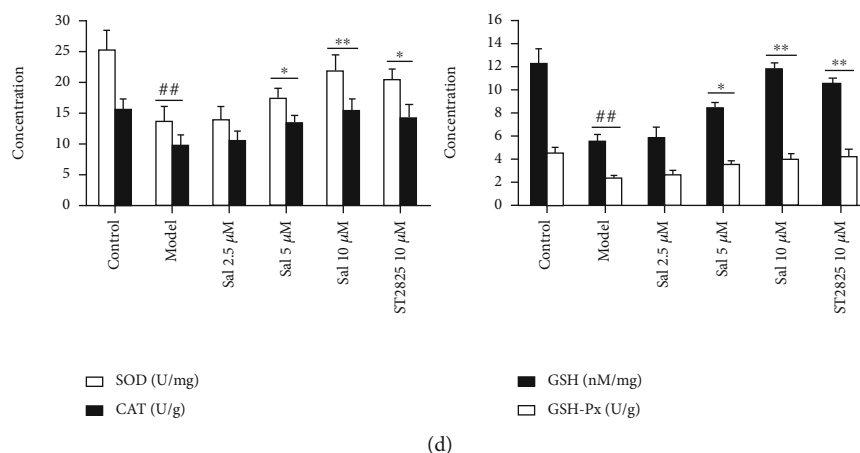 30
25
20
15
10
5
0
Concentration
##
*
**
*
Control
Model
Sal 2.5 μM
Sal 5 μM
Sal 10 μM
ST2825 10 μM
SOD (U/mg)
CAT (U/g)
16
14
12
10
8
6
4
2
0
Concentration
##
*
**
**
Control
Model
Sal 2.5 μM
Sal 5 μM
Sal 10 μM
ST2825 10 μM
GSH (nM/mg)
GSH-Px (U/g)
(d)